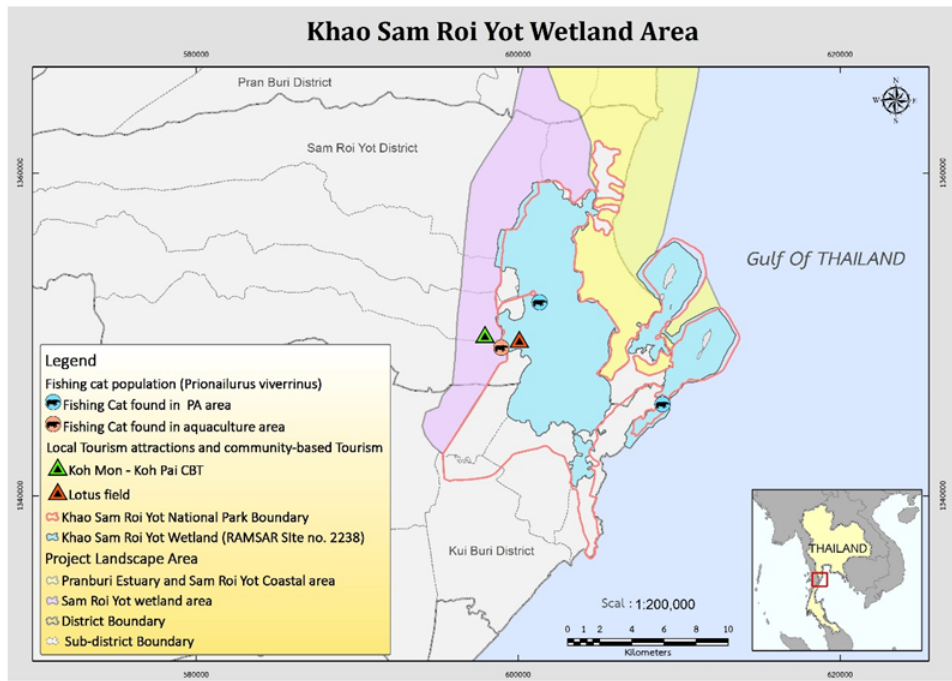 Khao Sam Roi Yot Wetland Area
580000 600000 620000
Pran Buri District
N
W E
S
Sam Roi Yot District
1360000 1360000
Gulf Of THAILAND
Legend
Fishing cat population (Prionailurus viverrinus)
Fishing Cat found in PA area
Fishing Cat found in aquaculture area
Local Tourism attractions and community-based Tourism
Koh Mon - Koh Pai CBT
Lotus field
Khao Sam Roi Yot National Park Boundary
Khao Sam Roi Yot Wetland (RAMSAR Site no. 2238)
Project Landscape Area
Pranburi Estuary and Sam Roi Yot Coastal area
Sam Roi Yot wetland area
District Boundary
Sub-district Boundary
1340000 1340000
Kui Buri District
THAILAND
Scal : 1:200,000
0 1 2 4 6 8 10
Kilometers
580000 600000 620000